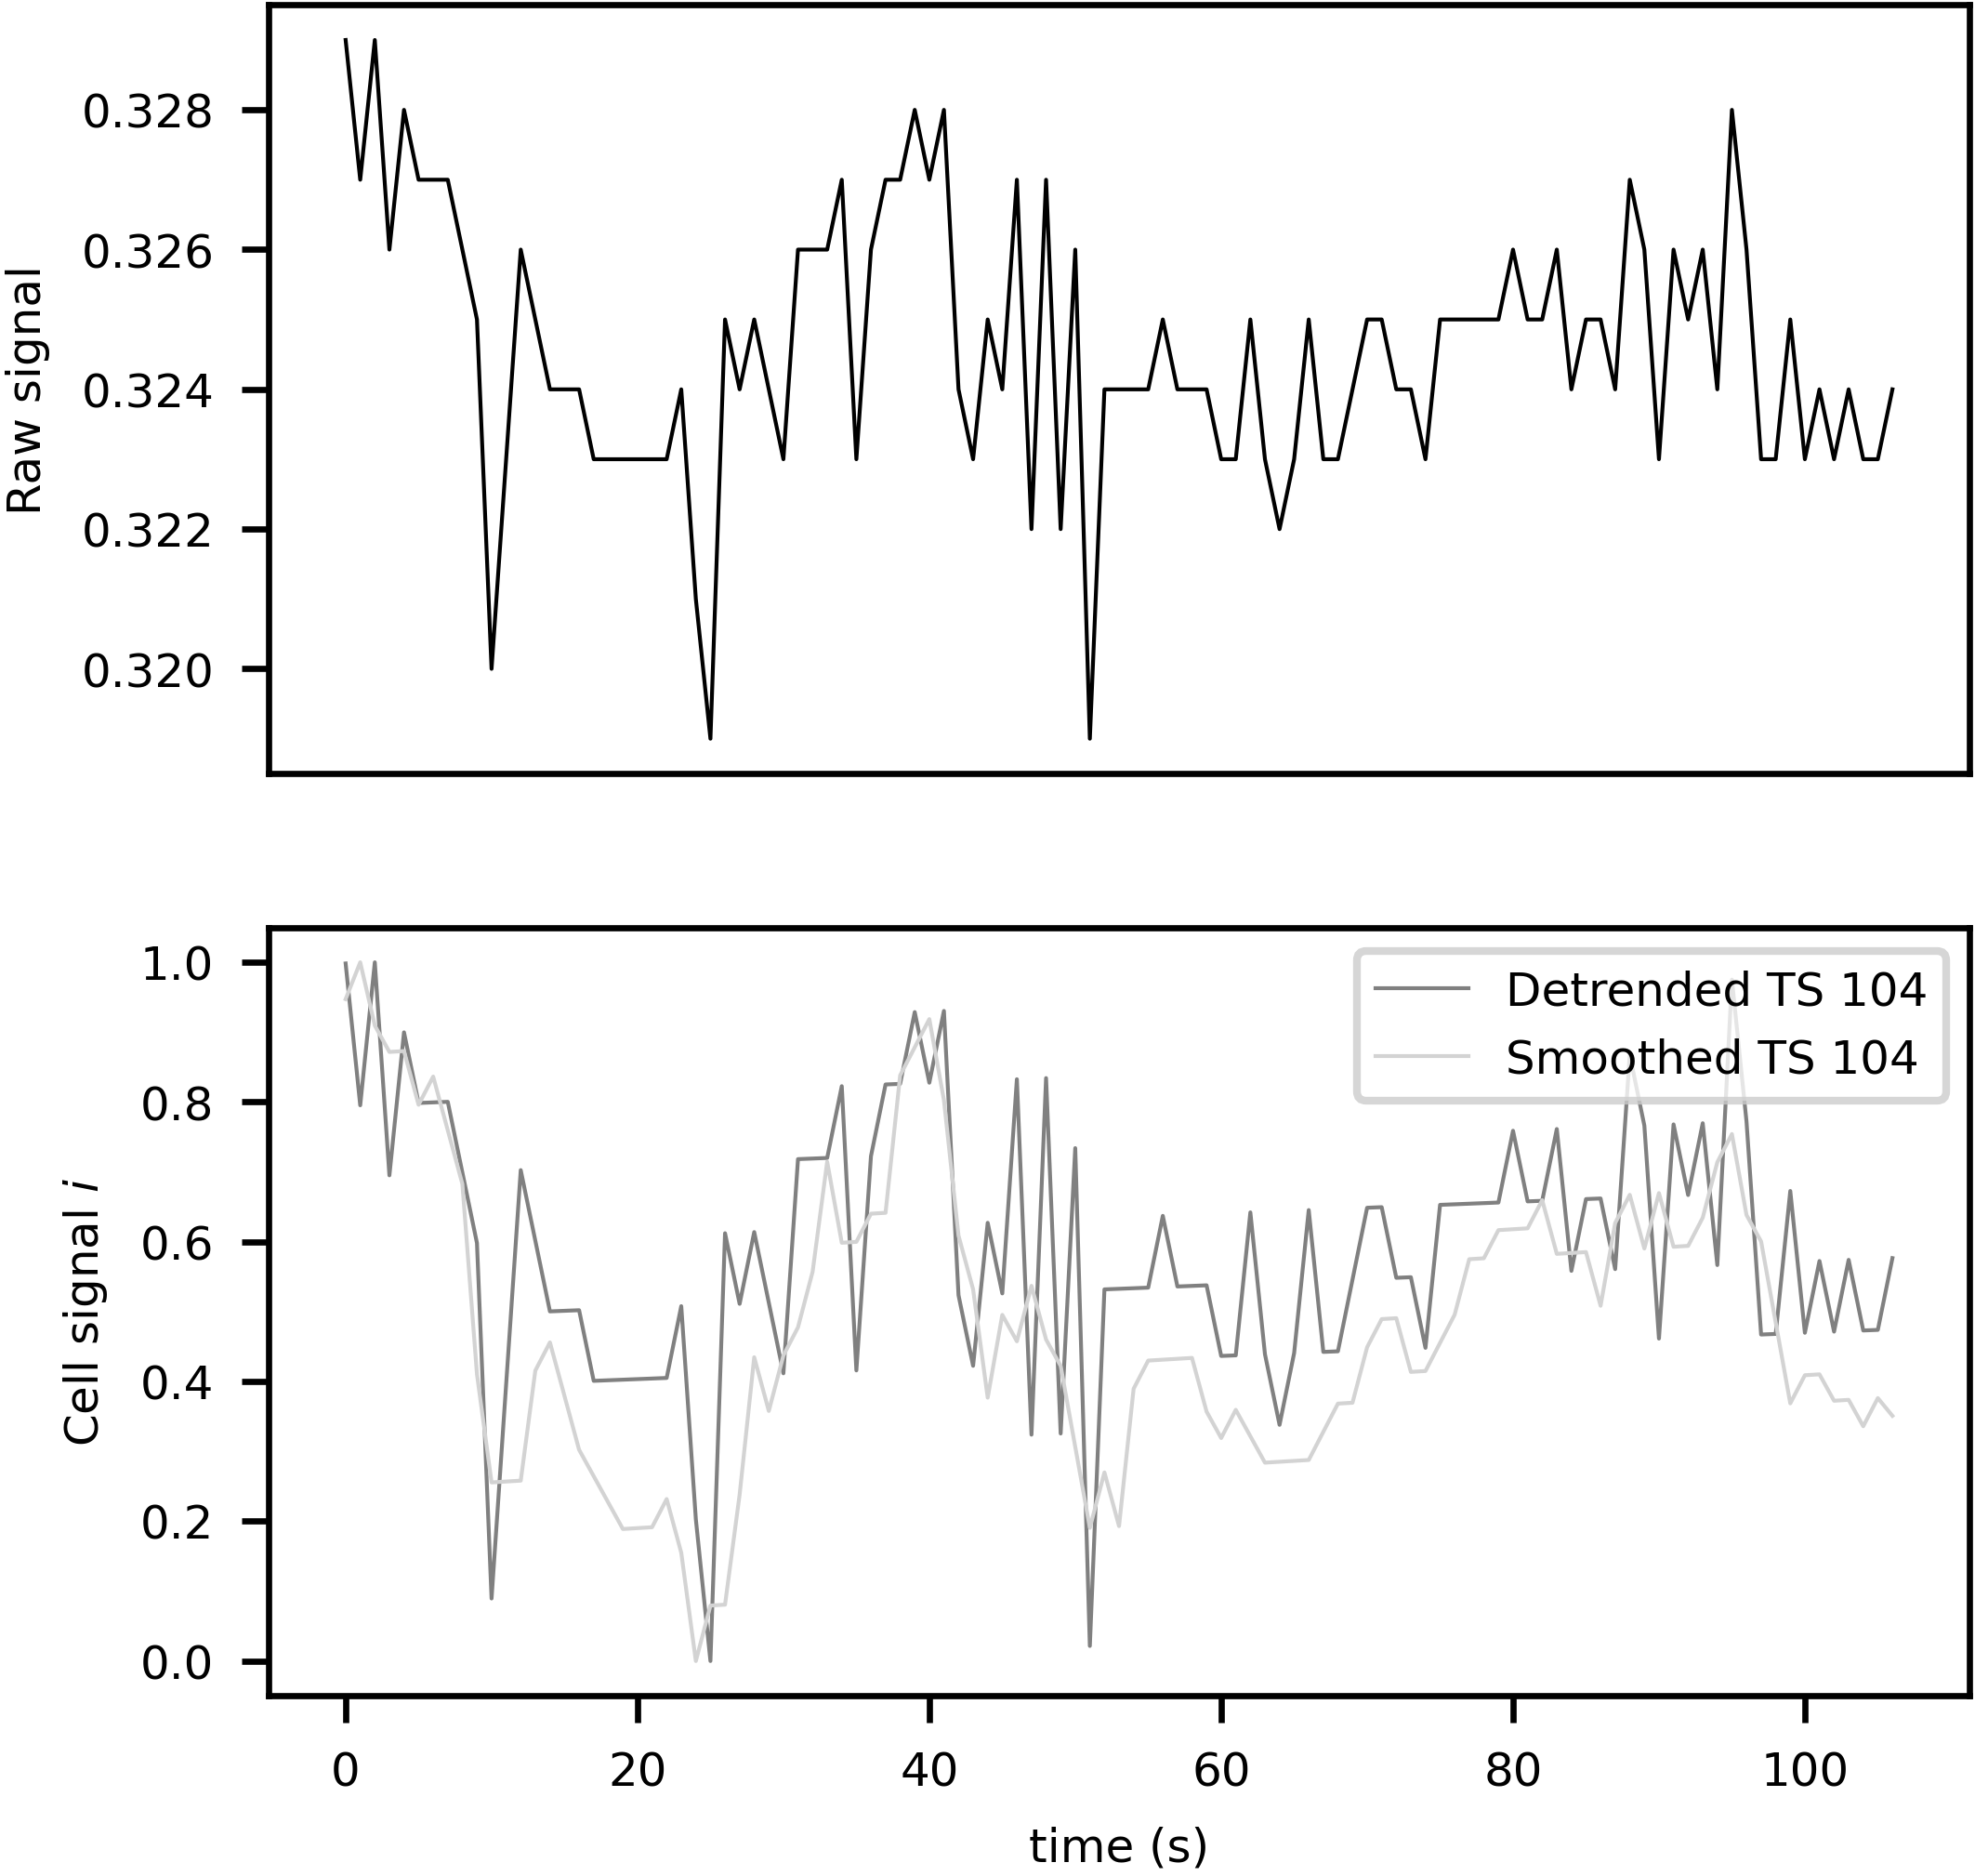 Raw signal
0.328
0.326
0.324
0.322
0.320
Cell signal i
1.0
0.8
0.6
0.4
0.2
0.0
Detrended TS 104
Smoothed TS 104
0 20 40 60 80 100
time (s)